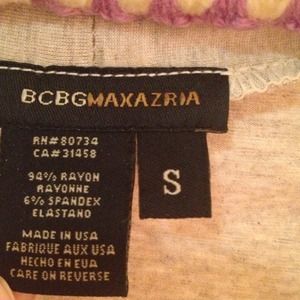 BCBGMAXAZRIA
RN#80734
CA#31458
94% RAYON
RAYONNE
6% SPANDEX
ELASTANO
S
MADE IN USA
FABRIQUE AUX USA
HECHO EN EUA
CARE ON REVERSE